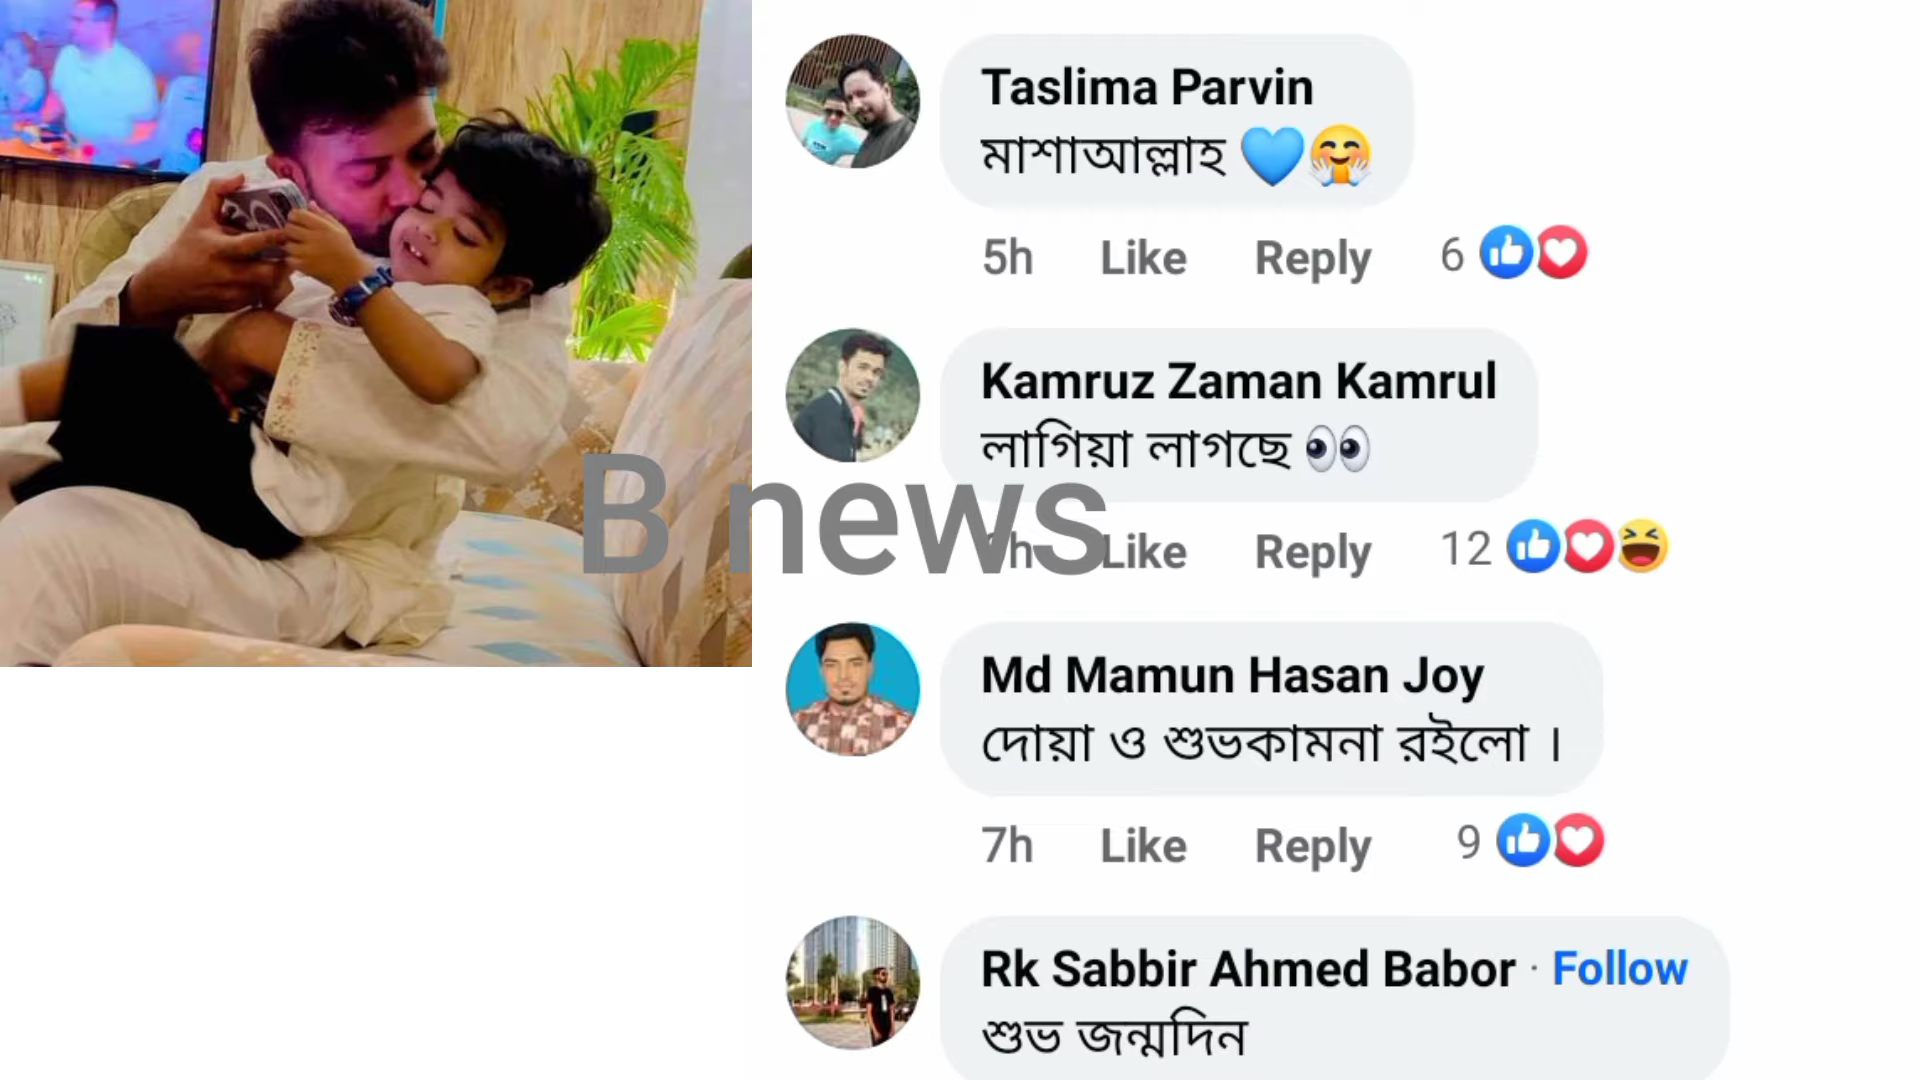 Taslima Parvin
মাশাআল্লাহ 💙🤗
5h Like Reply 6
Kamruz Zaman Kamrul
লাগিয়া লাগছে 👀
B news
Like Reply 12
Md Mamun Hasan Joy
দোয়া ও শুভকামনা রইলো ।
7h Like Reply 9
Rk Sabbir Ahmed Babor · Follow
শুভ জন্মদিন